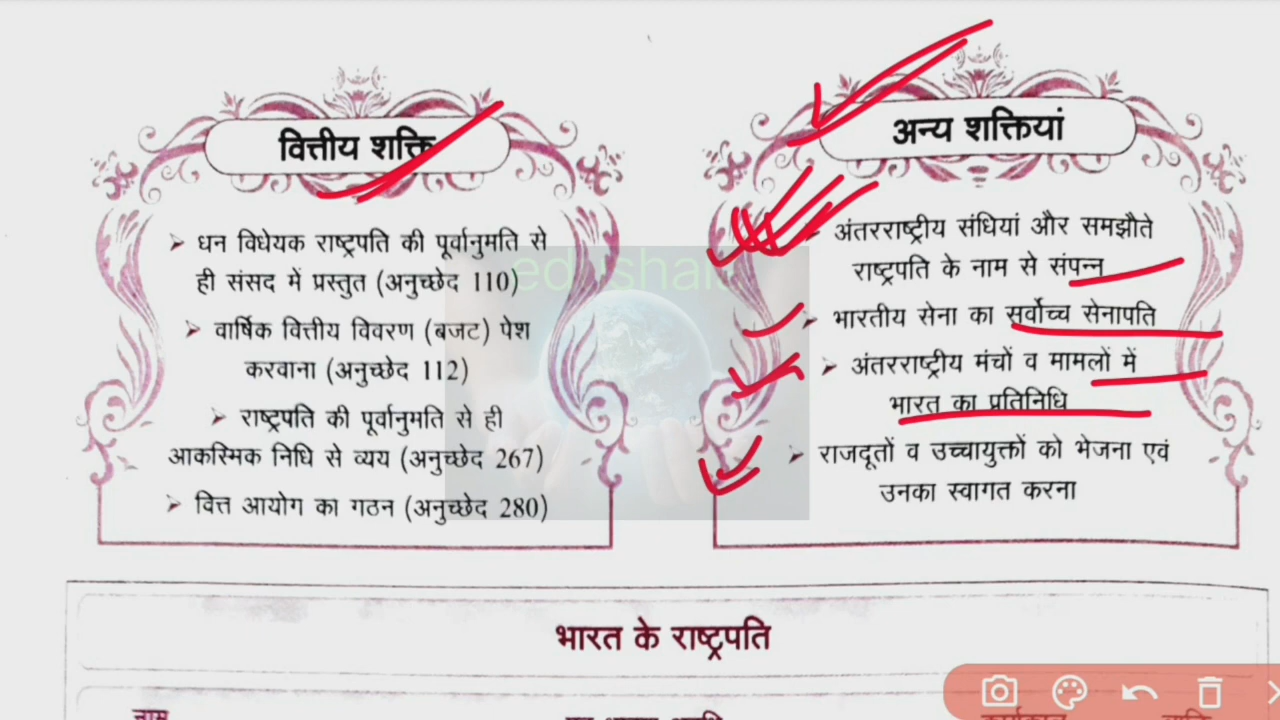 वित्तीय शक्ति
धन विधेयक राष्ट्रपति की पूर्वानुमति से
ही संसद में प्रस्तुत (अनुच्छेद 110)
वार्षिक वित्तीय विवरण (बजट) पेश
करवाना (अनुच्छेद 112)
राष्ट्रपति की पूर्वानुमति से ही
आकस्मिक निधि से व्यय (अनुच्छेद 267)
वित्त आयोग का गठन (अनुच्छेद 280)
अन्य शक्तियां
अंतरराष्ट्रीय संधियां और समझौते
राष्ट्रपति के नाम से संपन्न
भारतीय सेना का सर्वोच्च सेनापति
अंतरराष्ट्रीय मंचों व मामलों में
भारत का प्रतिनिधि
राजदूतों व उच्चायुक्तों को भेजना एवं
उनका स्वागत करना
भारत के राष्ट्रपति
नाम